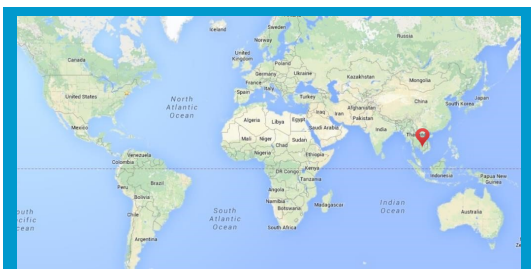 Iceland
Sweden
Norway
Russia
Canada
United Kingdom
Poland
Germany
Ukraine
Kazakhstan
Mongolia
France
Italy
Spain
Turkey
United States
North Atlantic Ocean
China
South Korea
Japan
Afghanistan
Iraq
Iran
Pakistan
Algeria
Libya
Egypt
Saudi Arabia
India
Mexico
Mali
Niger
Chad
Sudan
Nigeria
Ethiopia
Venezuela
Colombia
Kenya
DR Congo
Tanzania
Indonesia
Papua New Guinea
Peru
Brazil
Angola
Bolivia
Namibia
Botswana
Madagascar
Indian Ocean
Australia
Chile
South Atlantic Ocean
South Africa
Argentina